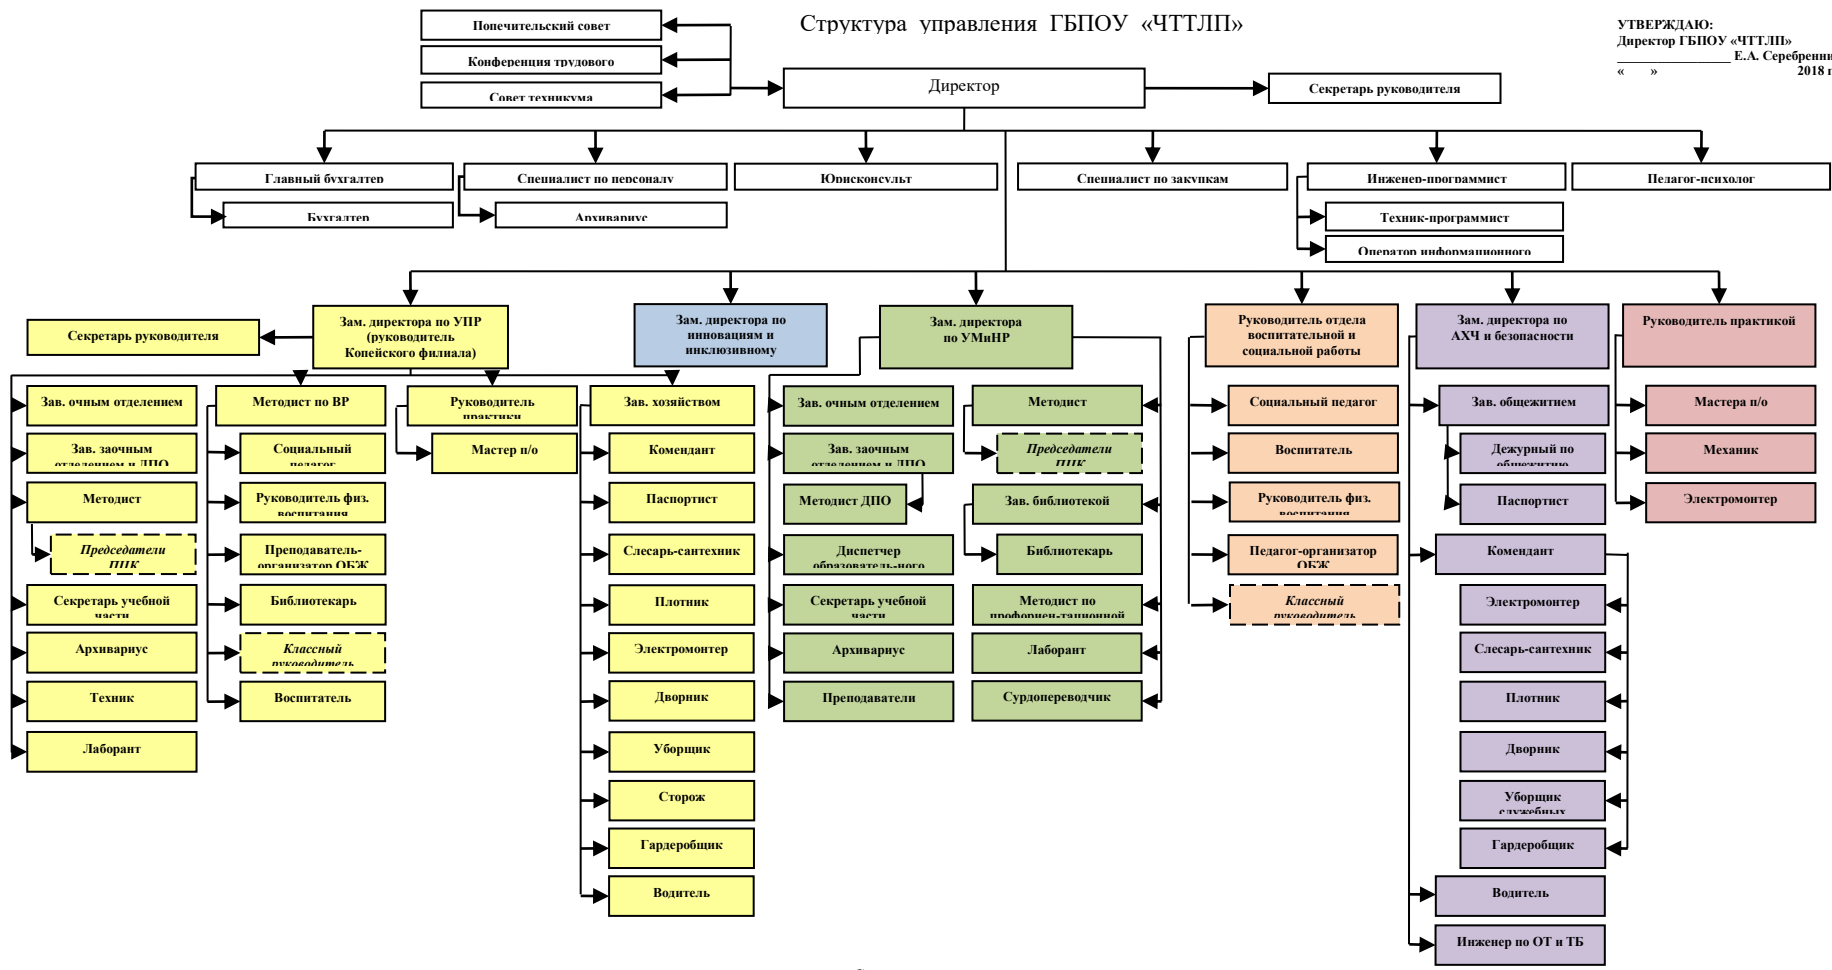 Структура управления ГБПОУ «ЧТТЛП»
УТВЕРЖДАЮ:
Директор ГБПОУ «ЧТТЛП»
_________________ Е.А. Серебренни
« » 2018 г
Попечительский совет
Конференция трудового
Совет техникума
Директор
Секретарь руководителя
Главный бухгалтер
Бухгалтер
Специалист по персоналу
Архивариус
Юрисконсульт
Специалист по закупкам
Инженер-программист
Техник-программист
Оператор информационного
Педагог-психолог
Секретарь руководителя
Зам. директора по УПР
(руководитель
Копейского филиала)
Зам. директора по
инновациям и
инклюзивному
Зам. директора
по УМиНР
Руководитель отдела
воспитательной и
социальной работы
Зам. директора по
АХЧ и безопасности
Руководитель практикой
Зав. очным отделением
Зав. заочным
отделением и ДПО
Методист
Председатели
ПЦК
Секретарь учебной
части
Архивариус
Техник
Лаборант
Методист по ВР
Социальный
педагог
Руководитель физ.
воспитания
Преподаватель-
организатор ОБЖ
Библиотекарь
Классный
руководитель
Воспитатель
Руководитель
практики
Мастер п/о
Зав. хозяйством
Комендант
Паспортист
Слесарь-сантехник
Плотник
Электромонтер
Дворник
Уборщик
Сторож
Гардеробщик
Водитель
Зав. очным отделением
Зав. заочным
отделением и ДПО
Методист ДПО
Диспетчер
образователь-ного
Секретарь учебной
части
Архивариус
Преподаватели
Методист
Председатели
ПЦК
Зав. библиотекой
Библиотекарь
Методист по
профориен-тационной
Лаборант
Сурдопереводчик
Социальный педагог
Воспитатель
Руководитель физ.
воспитания
Педагог-организатор
ОБЖ
Классный
руководитель
Зав. общежитием
Дежурный по
общежитию
Паспортист
Комендант
Электромонтер
Слесарь-сантехник
Плотник
Дворник
Уборщик
служебных
Гардеробщик
Водитель
Инженер по ОТ и ТБ
Мастера п/о
Механик
Электромонтер